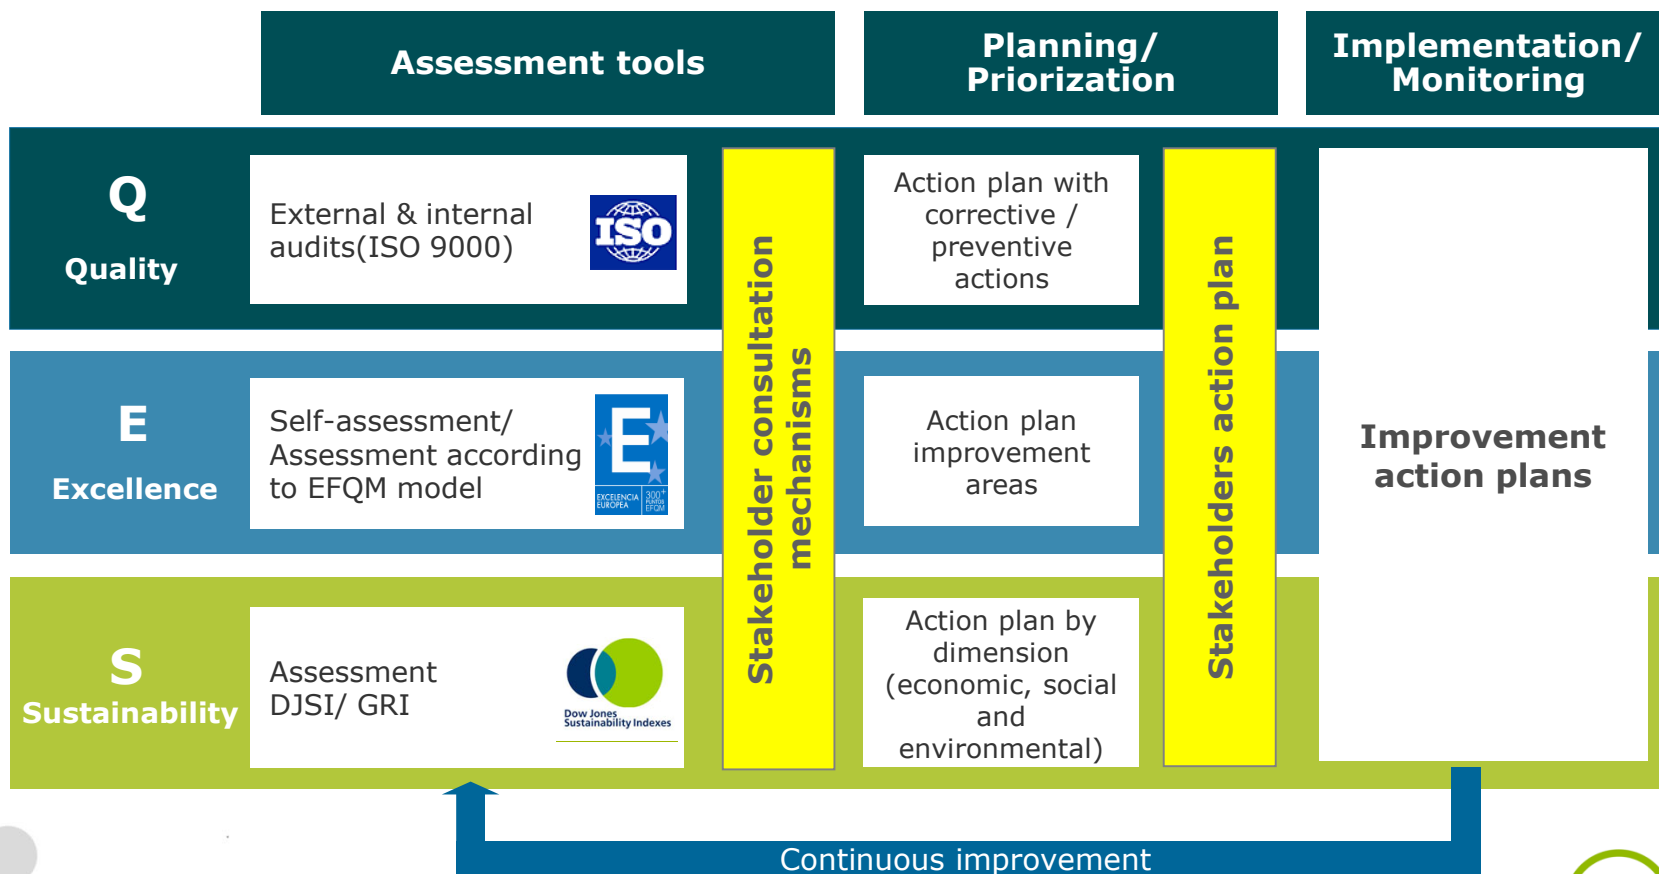 Assessment tools
Planning/
Priorization
Implementation/
Monitoring
Q
Quality
External & internal
audits(ISO 9000)
ISO
Action plan with
corrective /
preventive
actions
E
Excellence
Self-assessment/
Assessment according
to EFQM model
E
EXCELENCIA
EUROPEA
300+
PUNTOS
EFQM
Action plan
improvement
areas
S
Sustainability
Assessment
DJSI/ GRI
Dow Jones
Sustainability Indexes
Action plan by
dimension
(economic, social
and
environmental)
Stakeholder consultation
mechanisms
Stakeholders action plan
Improvement
action plans
Continuous improvement